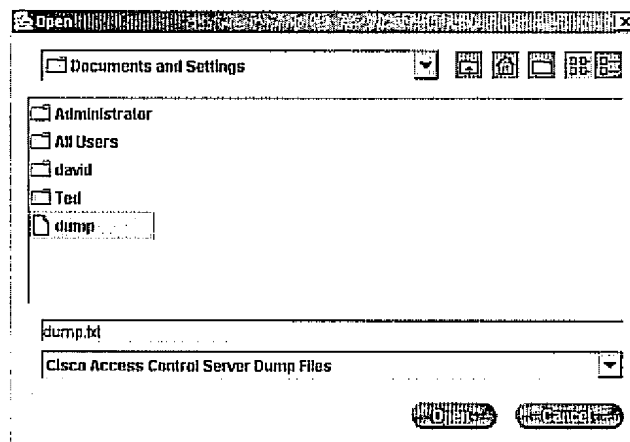 Open
Documents and Settings
Administrator
All Users
david
Ted
dump
dump.txt
Cisco Access Control Server Dump Files
Open
Cancel